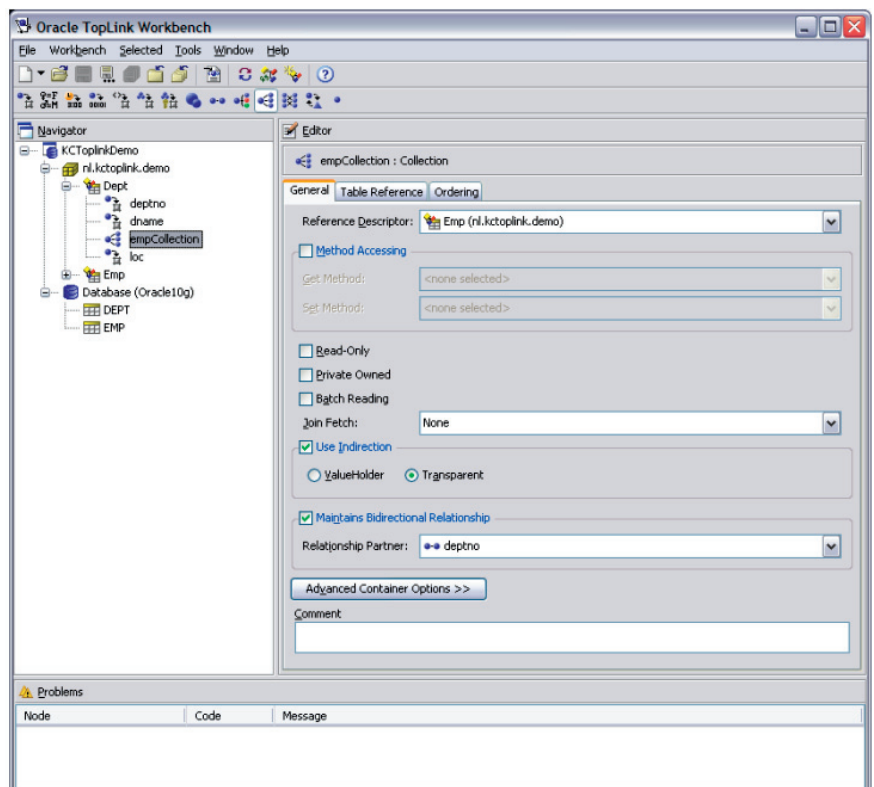 Oracle TopLink Workbench
File Workbench Selected Tools Window Help
Navigator
KCToplinkDemo
nl.kctoplink.demo
Dept
deptno
dname
empCollection
loc
Emp
Database (Oracle10g)
DEPT
EMP
Editor
empCollection : Collection
General Table Reference Ordering
Reference Descriptor: Emp (nl.kctoplink.demo)
Method Accessing
Get Method: <none selected>
Set Method: <none selected>
Read-Only
Private Owned
Batch Reading
Join Fetch: None
Use Indirection
ValueHolder Transparent
Maintains Bidirectional Relationship
Relationship Partner: deptno
Advanced Container Options >>
Comment
Problems
Node Code Message